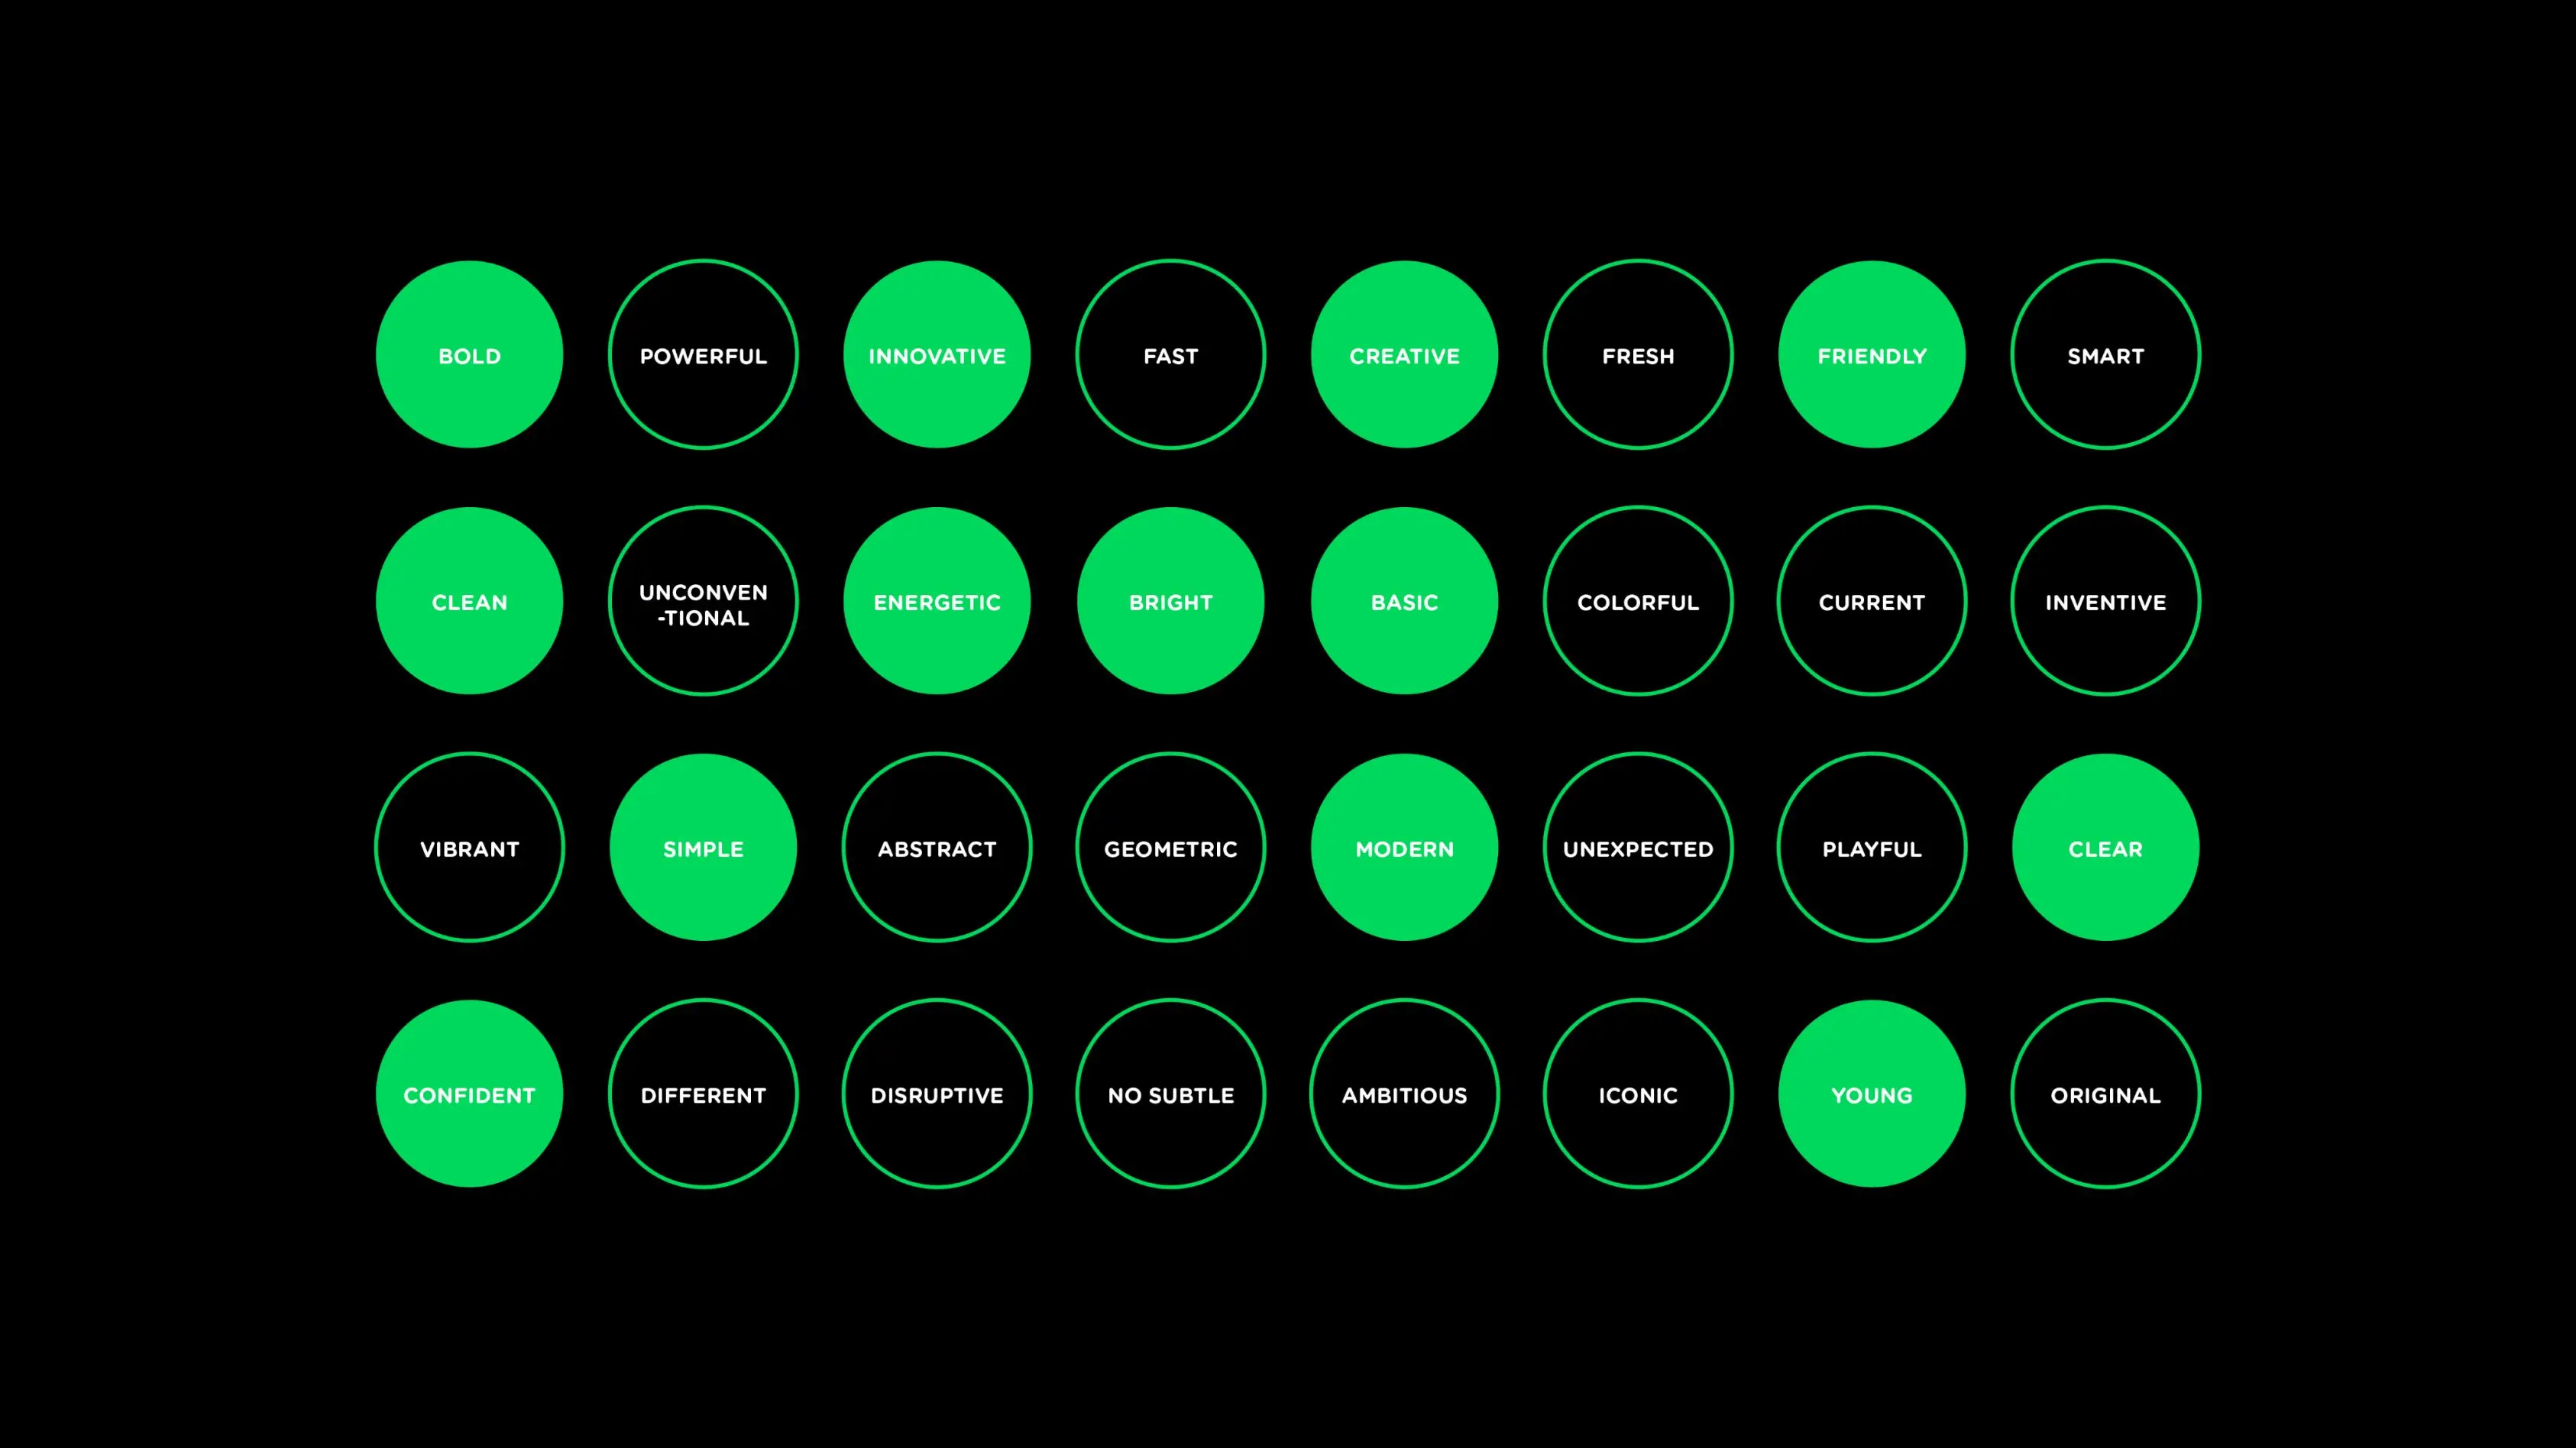 BOLD
POWERFUL
INNOVATIVE
FAST
CREATIVE
FRESH
FRIENDLY
SMART
CLEAN
UNCONVEN
-TIONAL
ENERGETIC
BRIGHT
BASIC
COLORFUL
CURRENT
INVENTIVE
VIBRANT
SIMPLE
ABSTRACT
GEOMETRIC
MODERN
UNEXPECTED
PLAYFUL
CLEAR
CONFIDENT
DIFFERENT
DISRUPTIVE
NO SUBTLE
AMBITIOUS
ICONIC
YOUNG
ORIGINAL